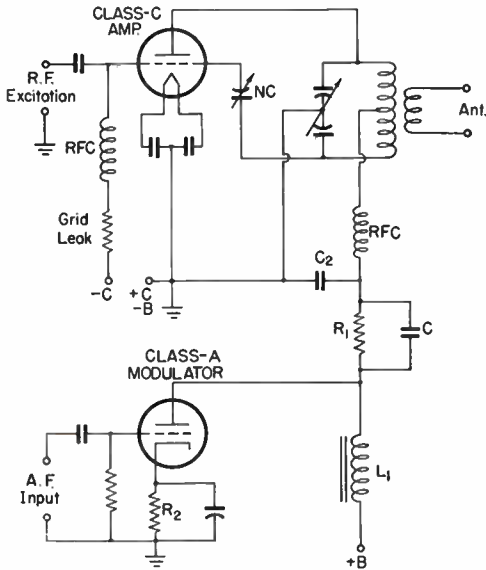 CLASS-C
AMP.
R.F.
Excitation
NC
Ant.
RFC
RFC
Grid
Leak
C2
-C
+C
-B
R1
C
CLASS-A
MODULATOR
A.F.
Input
R2
L1
+B